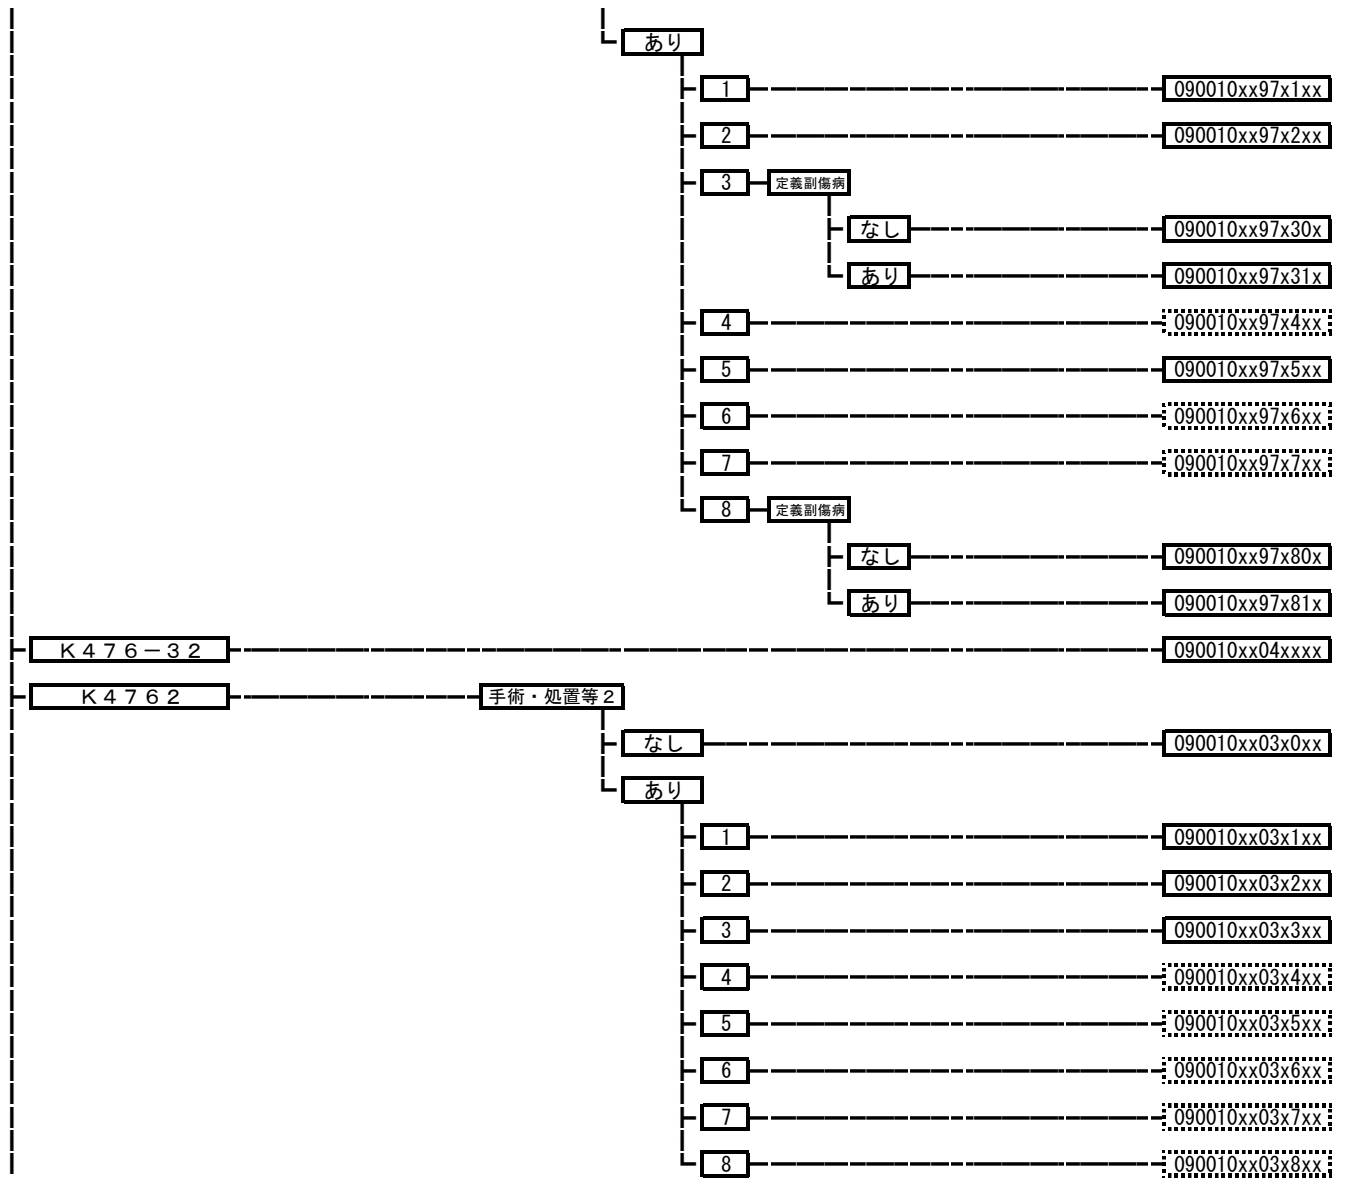 あり
1 090010xx97x1xx
2 090010xx97x2xx
3 定義副傷病
なし 090010xx97x30x
あり 090010xx97x31x
4 090010xx97x4xx
5 090010xx97x5xx
6 090010xx97x6xx
7 090010xx97x7xx
8 定義副傷病
なし 090010xx97x80x
あり 090010xx97x81x
Ｋ４７６－３２ 090010xx04xxxx
Ｋ４７６２ 手術・処置等２
なし 090010xx03x0xx
あり
1 090010xx03x1xx
2 090010xx03x2xx
3 090010xx03x3xx
4 090010xx03x4xx
5 090010xx03x5xx
6 090010xx03x6xx
7 090010xx03x7xx
8 090010xx03x8xx